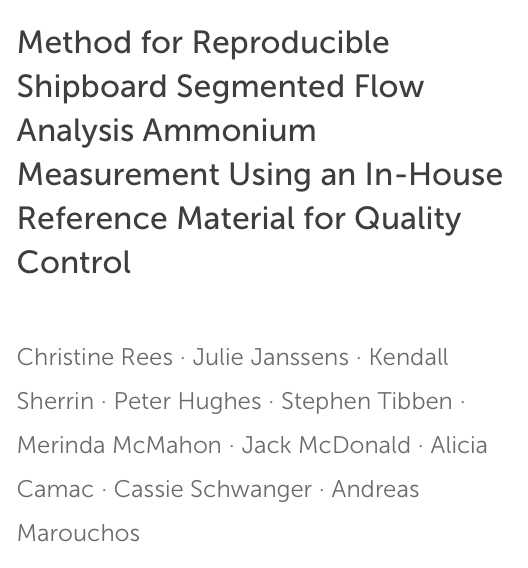 Method for Reproducible
Shipboard Segmented Flow
Analysis Ammonium
Measurement Using an In-House
Reference Material for Quality
Control
Christine Rees · Julie Janssens · Kendall
Sherrin · Peter Hughes · Stephen Tibben ·
Merinda McMahon · Jack McDonald · Alicia
Camac · Cassie Schwanger · Andreas
Marouchos